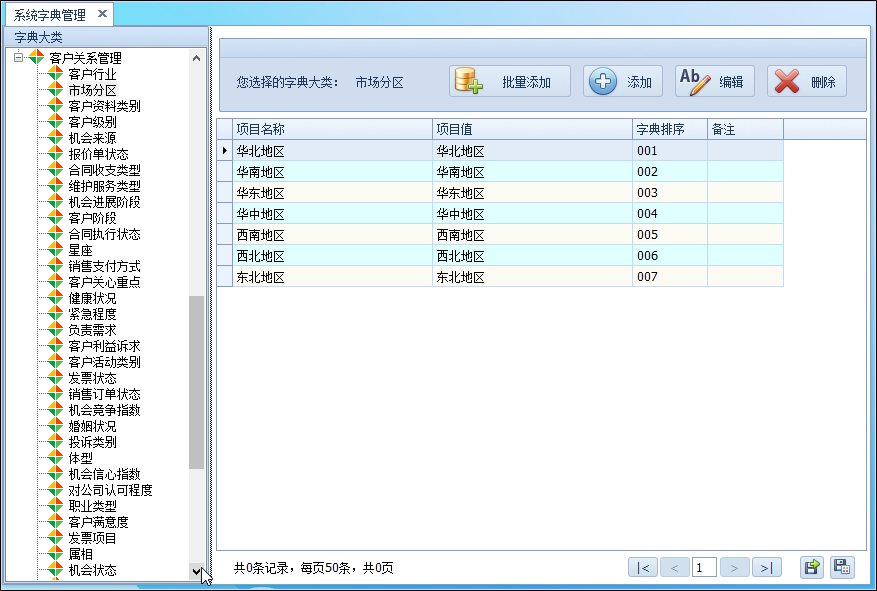 系统字典管理
字典大类
客户关系管理
客户行业
市场分区
客户资料类别
客户级别
机会来源
报价单状态
合同收支类型
维护服务类型
机会进展阶段
客户阶段
合同执行状态
星座
销售支付方式
客户关心重点
健康状况
紧急程度
负责需求
客户利益诉求
客户活动类别
发票状态
销售订单状态
机会竞争指数
婚姻状况
投诉类别
体型
机会信心指数
对公司认可程度
职业类型
客户满意度
发票项目
属相
机会状态
您选择的字典大类： 市场分区 批量添加 添加 Ab 编辑 删除
项目名称 项目值 字典排序 备注
华北地区 华北地区 001
华南地区 华南地区 002
华东地区 华东地区 003
华中地区 华中地区 004
西南地区 西南地区 005
西北地区 西北地区 006
东北地区 东北地区 007
共0条记录，每页50条，共0页 |< < 1 > >|